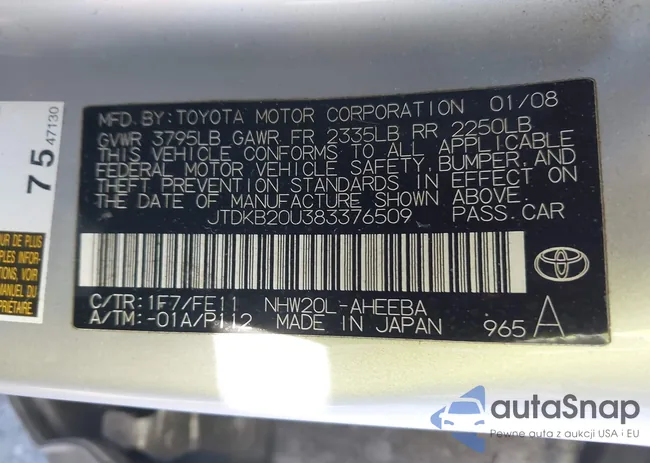 MFD. BY: TOYOTA MOTOR CORPORATION 01/08
GVWR 3795LB GAWR FR 2335LB RR 2250LB
THIS VEHICLE CONFORMS TO ALL APPLICABLE
FEDERAL MOTOR VEHICLE SAFETY, BUMPER, AND
THEFT PREVENTION STANDARDS IN EFFECT ON
THE DATE OF MANUFACTURE SHOWN ABOVE.
JTDKB20U383376509 PASS. CAR
C/TR: 1F7/FE11 NHW20L-AHEEBA
A/TM: -01A/P112 MADE IN JAPAN 965 A
75 47130
UR DE PLUS
autaSnap
Pewne auta z aukcji USA i EU